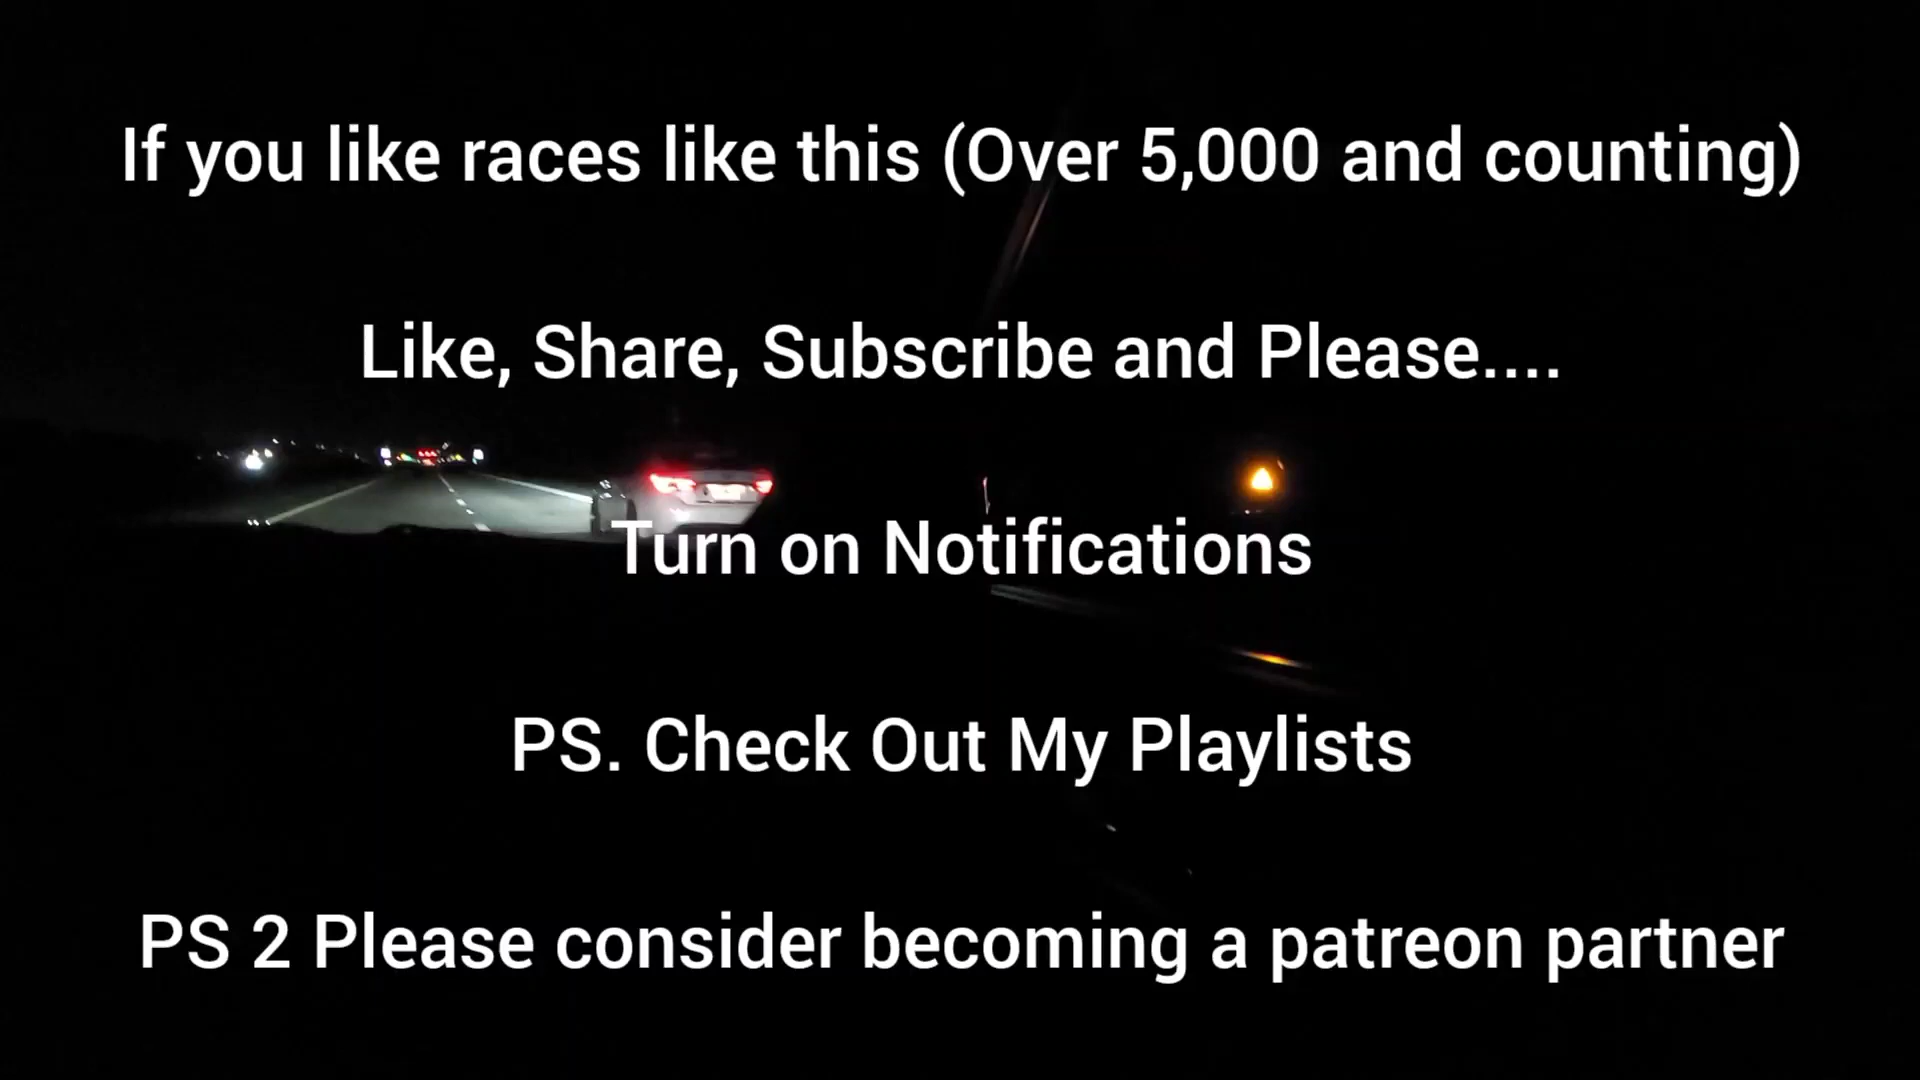 If you like races like this (Over 5,000 and counting)
Like, Share, Subscribe and Please....
Turn on Notifications
PS. Check Out My Playlists
PS 2 Please consider becoming a patreon partner